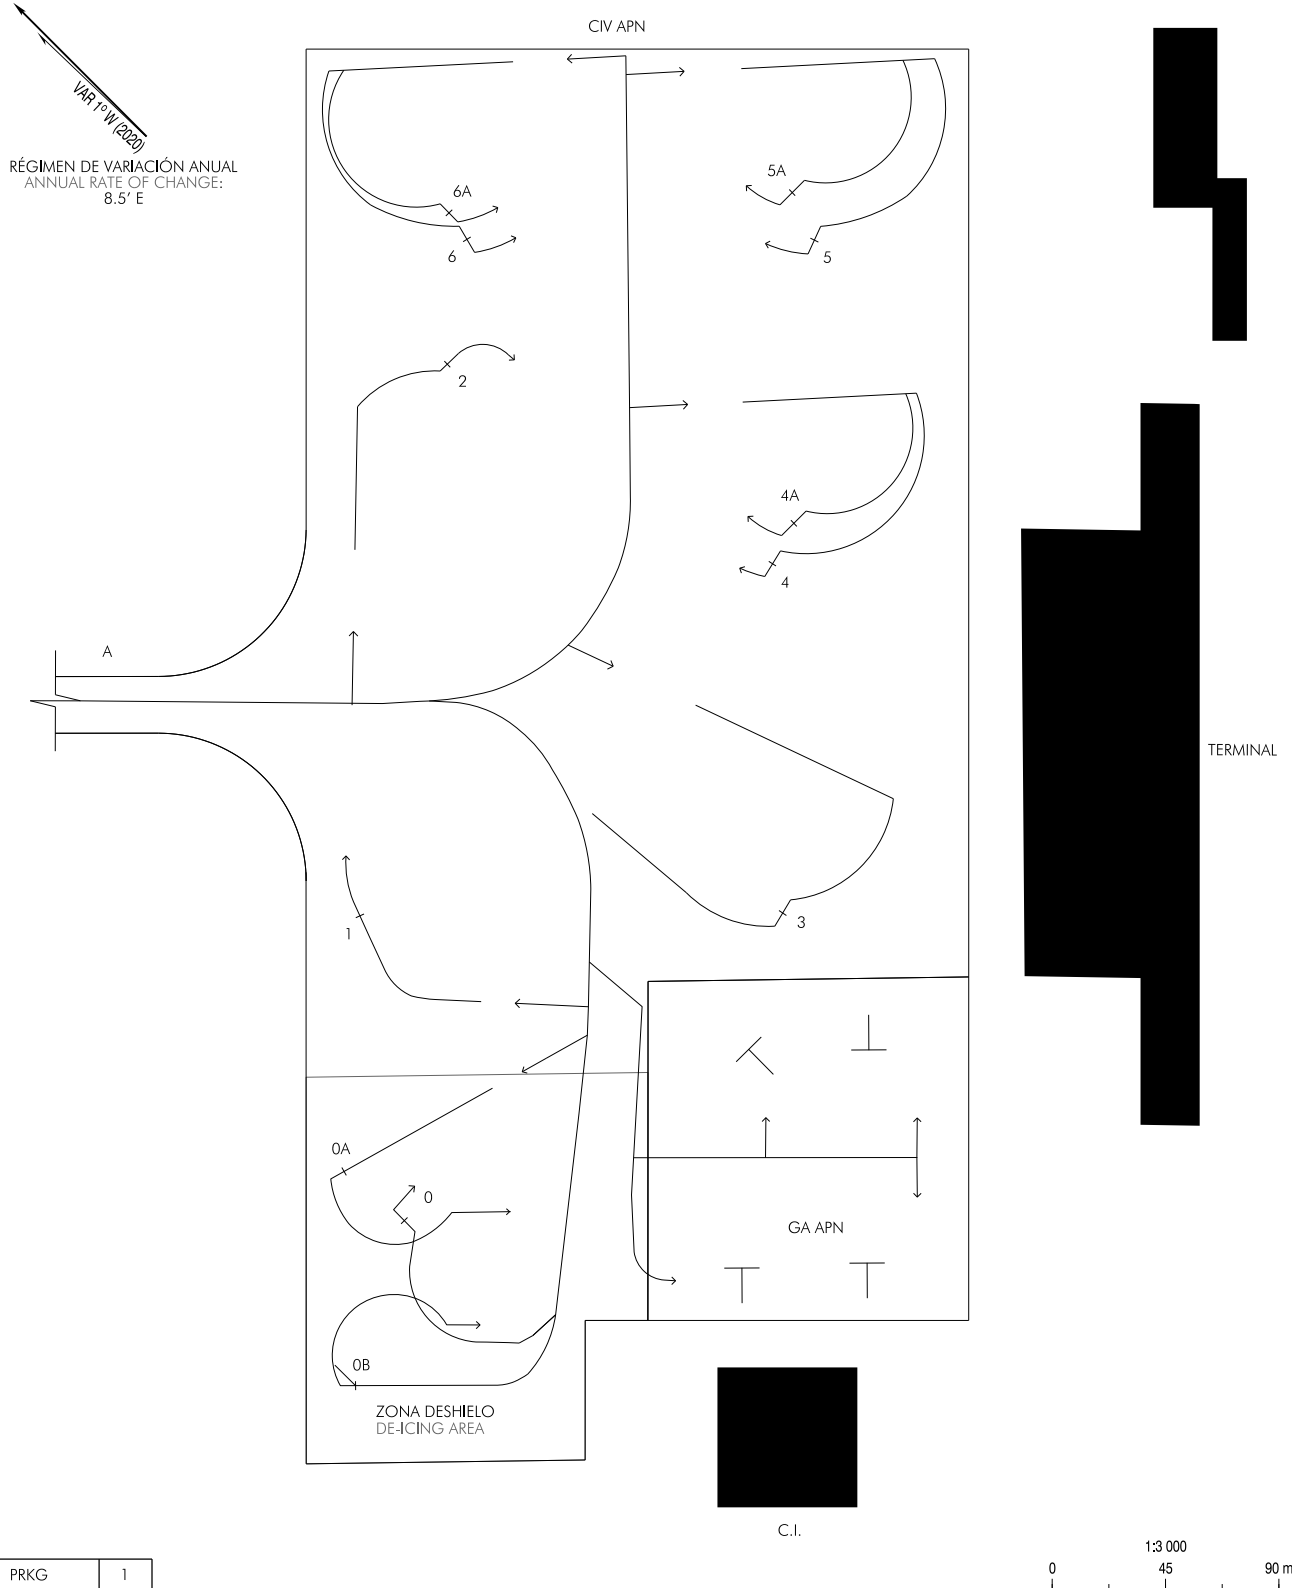 CIV APN
VAR 1º W (2020)
RÉGIMEN DE VARIACIÓN ANUAL
ANNUAL RATE OF CHANGE:
8.5' E
6A
5A
6
5
2
4A
4
A
TERMINAL
1
3
0A
0
GA APN
0B
ZONA DESHIELO
DE-ICING AREA
C.I.
1:3 000
0 45 90 m
PRKG 1